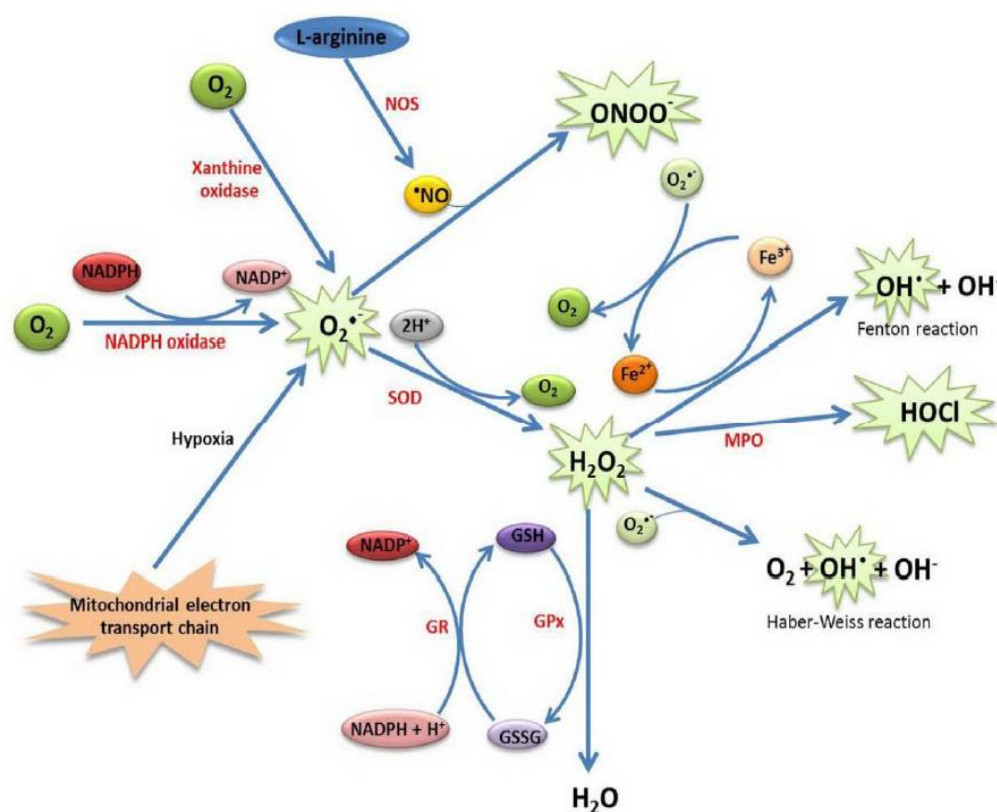 L-arginine
O₂
NOS
ONOO⁻
Xanthine
oxidase
•NO
O₂•⁻
NADPH
NADP⁺
Fe³⁺
OH• + OH⁻
O₂
O₂•⁻
2H⁺
O₂
Fenton reaction
NADPH oxidase
SOD
O₂
Fe²⁺
HOCl
MPO
Hypoxia
H₂O₂
O₂•⁻
NADP⁺
GSH
O₂ + OH• + OH⁻
Mitochondrial electron
transport chain
GR
GPx
Haber-Weiss reaction
NADPH + H⁺
GSSG
H₂O